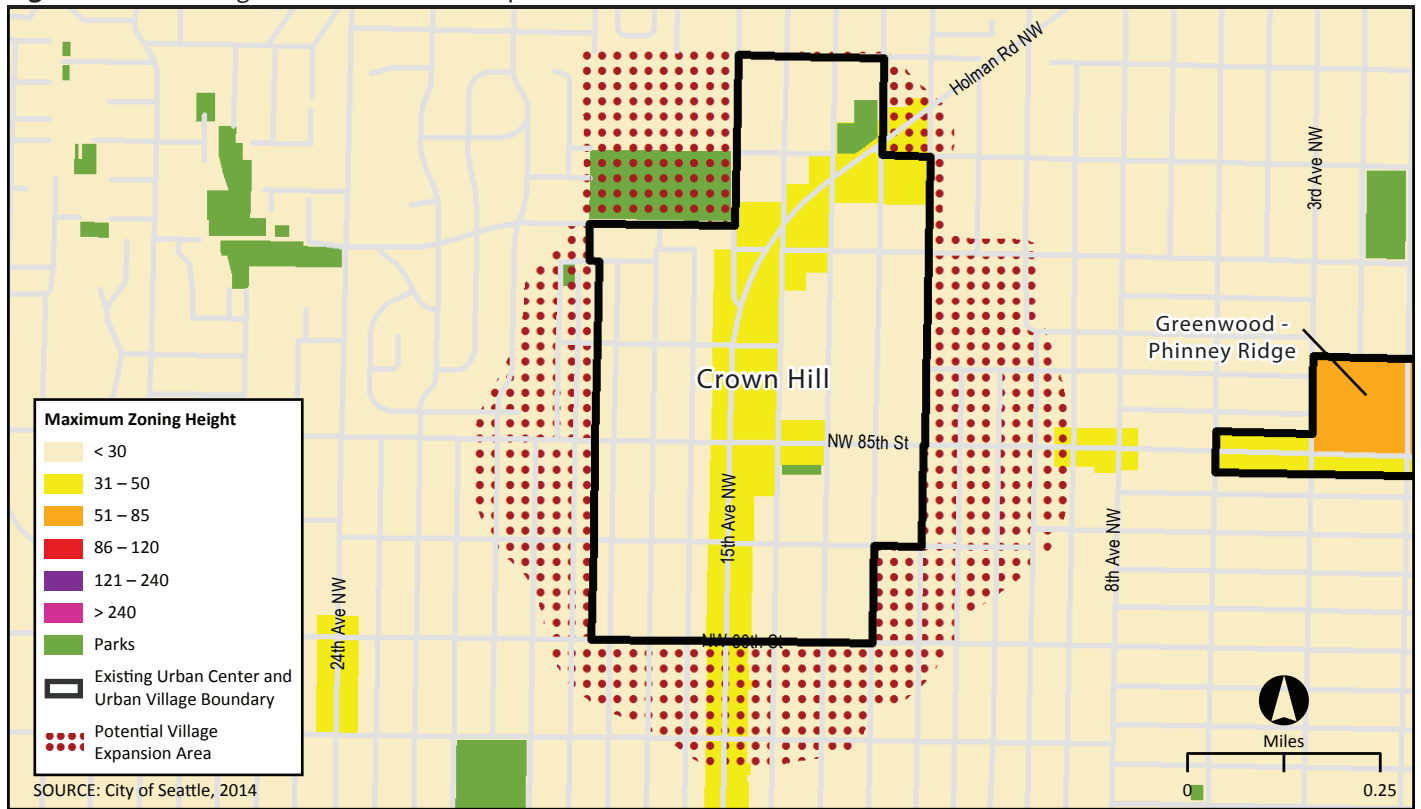 Holman Rd NW
3rd Ave NW
Greenwood -
Phinney Ridge
Crown Hill
NW 85th St
15th Ave NW
8th Ave NW
24th Ave NW
Maximum Zoning Height
< 30
31 – 50
51 – 85
86 – 120
121 – 240
> 240
Parks
Existing Urban Center and
Urban Village Boundary
Potential Village
Expansion Area
Miles
0 0.25
SOURCE: City of Seattle, 2014